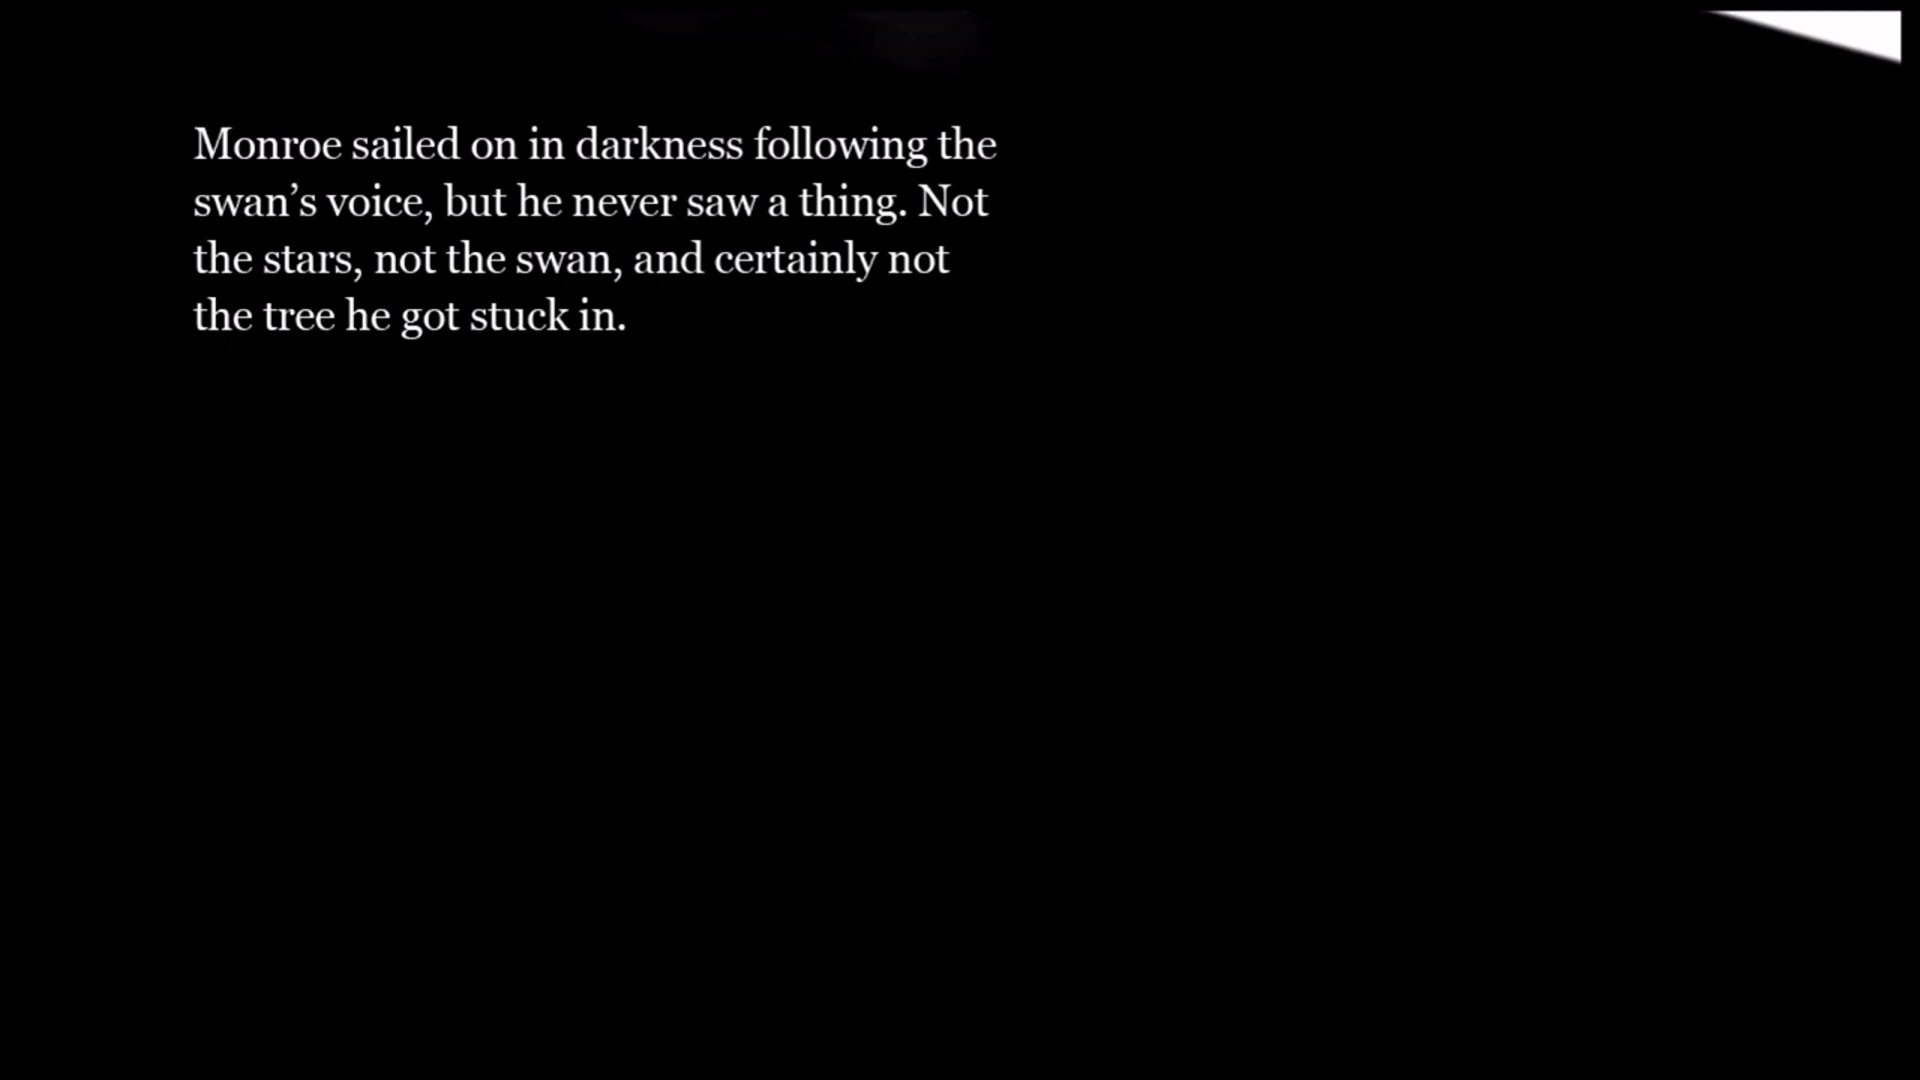 Monroe sailed on in darkness following the
swan’s voice, but he never saw a thing. Not
the stars, not the swan, and certainly not
the tree he got stuck in.